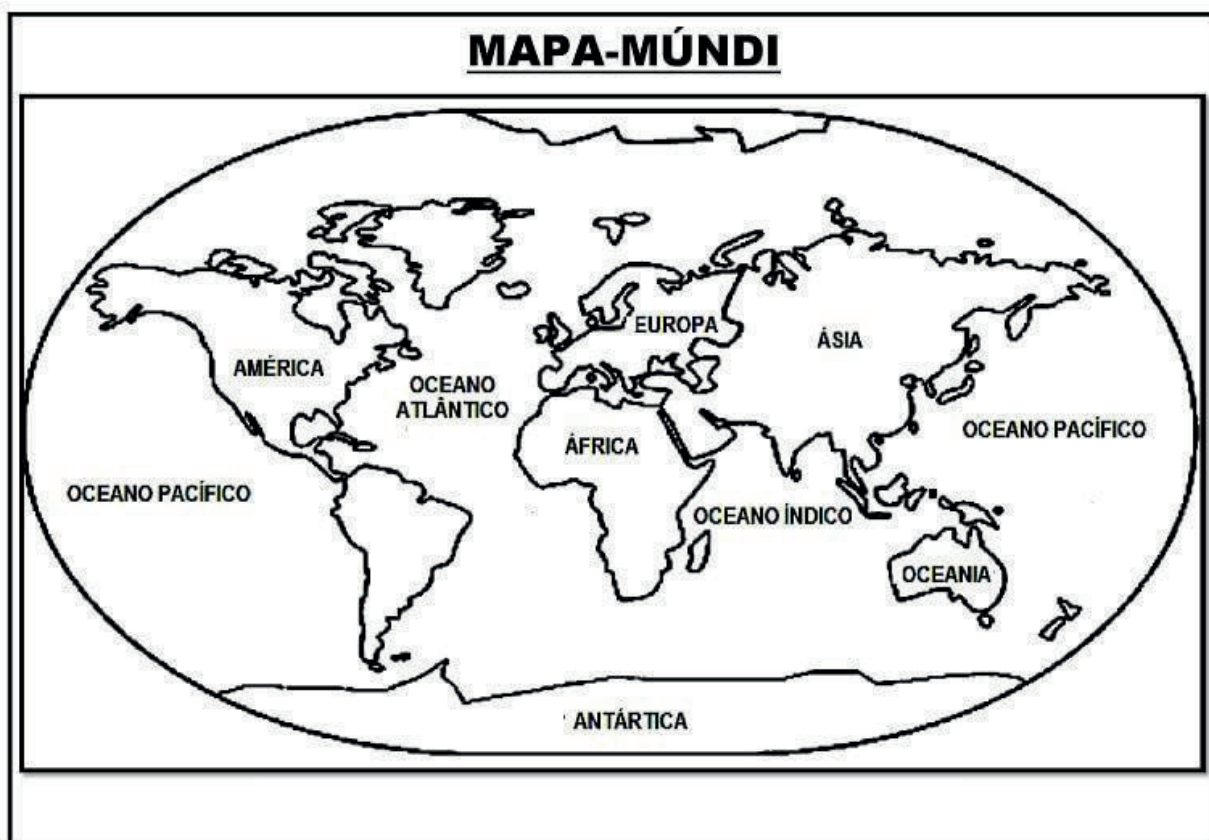 MAPA-MÚNDI
EUROPA
ÁSIA
AMÉRICA
OCEANO
ATLÂNTICO
OCEANO PACÍFICO
ÁFRICA
OCEANO PACÍFICO
OCEANO ÍNDICO
OCEANIA
ANTÁRTICA